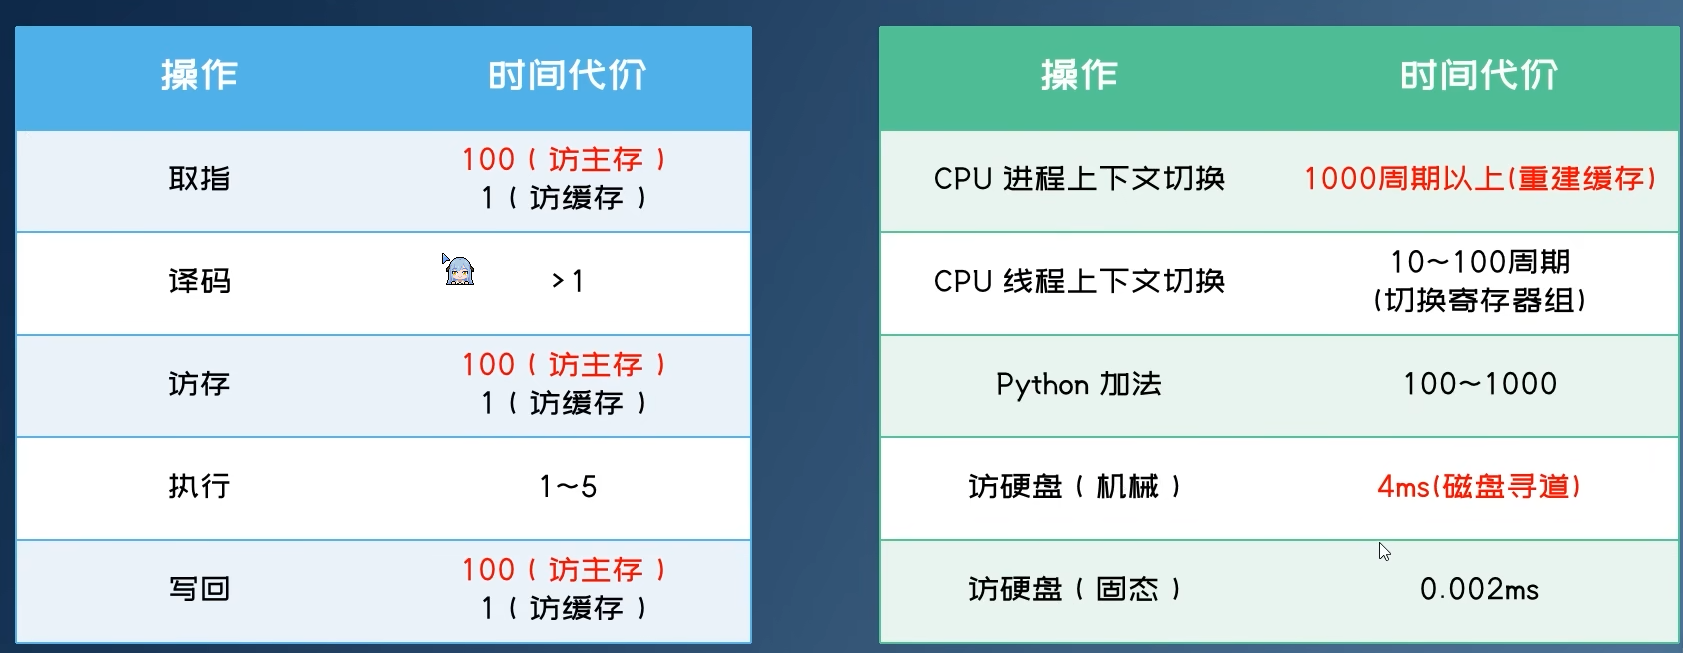 操作 时间代价
取指 100（访主存）
1（访缓存）
译码 >1
访存 100（访主存）
1（访缓存）
执行 1~5
写回 100（访主存）
1（访缓存）
操作 时间代价
CPU 进程上下文切换 1000周期以上(重建缓存)
CPU 线程上下文切换 10~100周期
(切换寄存器组)
Python 加法 100~1000
访硬盘（机械） 4ms(磁盘寻道)
访硬盘（固态） 0.002ms